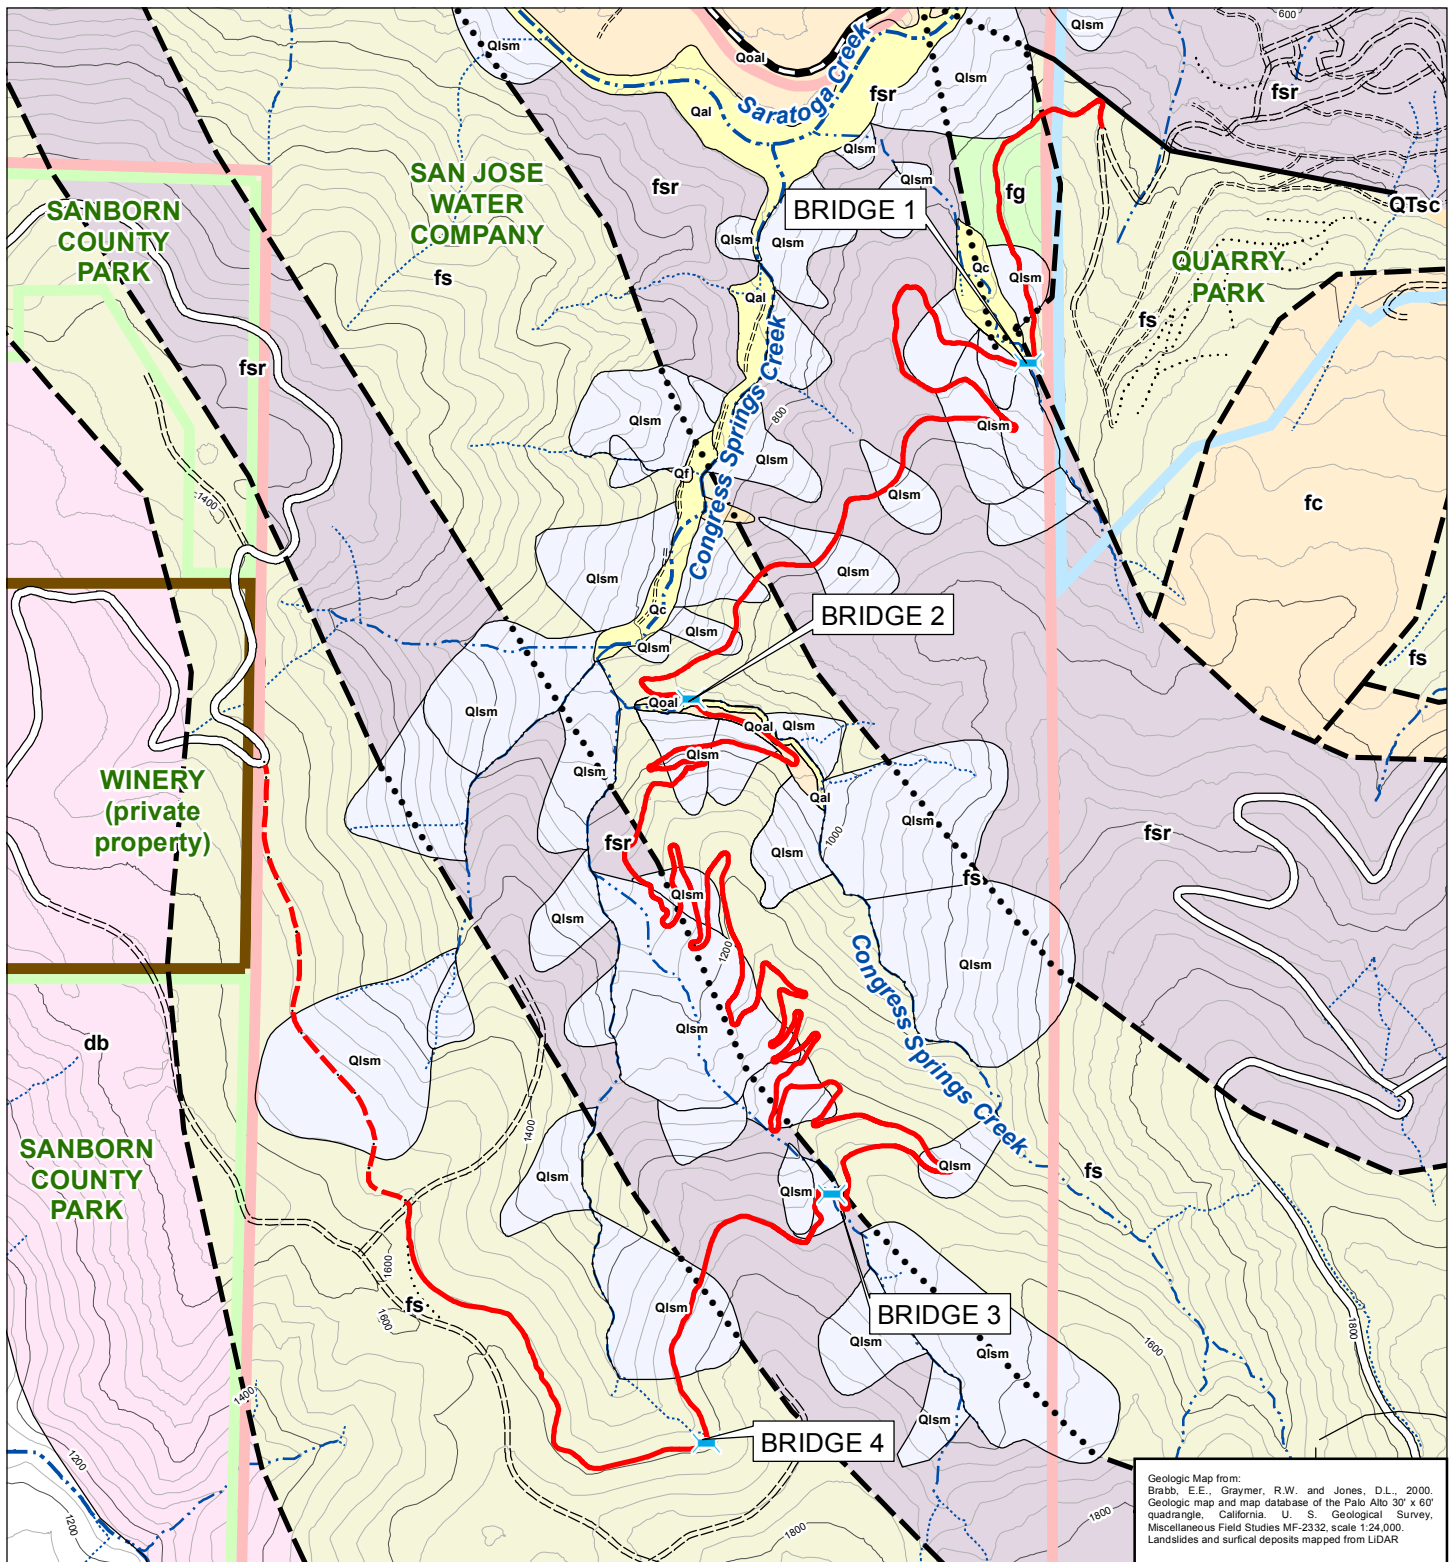 600
Qlsm
Qlsm
Qoal
Saratoga Creek
Qlsm
fsr
fsr
Qal
Qlsm
SAN JOSE
WATER
COMPANY
fsr
Qlsm
fg
BRIDGE 1
SANBORN
COUNTY
PARK
QTsc
Qlsm
Qlsm
fs
Qc
Qlsm
QUARRY
PARK
Qal
fs
fsr
Congress Springs Creek
800
Qlsm
Qlsm
Qlsm
Qf
Qlsm
1400
fc
Qlsm
Qlsm
Qc
BRIDGE 2
Qlsm
Qlsm
fs
Qoal
Qlsm
Qoal
Qlsm
Qlsm
Qlsm
WINERY
(private
property)
Qal
Qlsm
1000
fsr
fsr
Qlsm
fs
Qlsm
Qlsm
1200
Congress Springs Creek
Qlsm
Qlsm
db
Qlsm
1400
SANBORN
COUNTY
PARK
Qlsm
fs
Qlsm
Qlsm
1600
fs
1600
Qlsm
BRIDGE 3
1800
Qlsm
Qlsm
1600
1400
Qlsm
BRIDGE 4
1200
1200
1800
1800
Geologic Map from:
Brabb, E.E., Graymer, R.W. and Jones, D.L., 2000.
Geologic map and map database of the Palo Alto 30' x 60'
quadrangle, California. U. S. Geological Survey,
Miscellaneous Field Studies MF-2332, scale 1:24,000.
Landslides and surfical deposits mapped from LiDAR